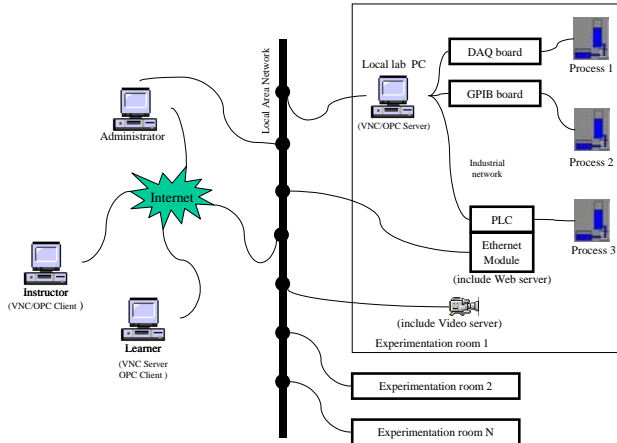 Local Area Network
Local lab PC
(VNC/OPC Server)
DAQ board
Process 1
GPIB board
Process 2
Industrial
network
PLC
Ethernet
Module
(include Web server)
Process 3
(include Video server)
Experimentation room 1
Administrator
Internet
Instructor
(VNC/OPC Client )
Learner
(VNC Server
OPC Client )
Experimentation room 2
Experimentation room N